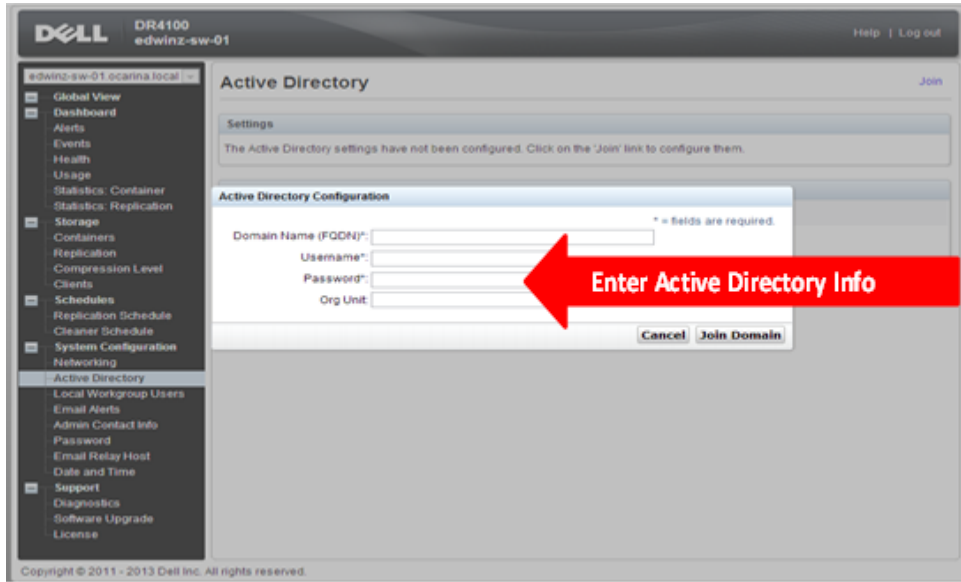 DELL
DR4100
edwinz-sw-01
Help | Log out
edwinz-sw-01.ocarina.local
Global View
Dashboard
Alerts
Events
Health
Usage
Statistics: Container
Statistics: Replication
Storage
Containers
Replication
Compression Level
Clients
Schedules
Replication Schedule
Cleaner Schedule
System Configuration
Networking
Active Directory
Local Workgroup Users
Email Alerts
Admin Contact Info
Password
Email Relay Host
Date and Time
Support
Diagnostics
Software Upgrade
License
Active Directory
Join
Settings
The Active Directory settings have not been configured. Click on the 'Join' link to configure them.
Active Directory Configuration
* = fields are required.
Domain Name (FQDN)*:
Username*:
Password*:
Org Unit:
Enter Active Directory Info
Cancel Join Domain
Copyright © 2011 - 2013 Dell Inc. All rights reserved.